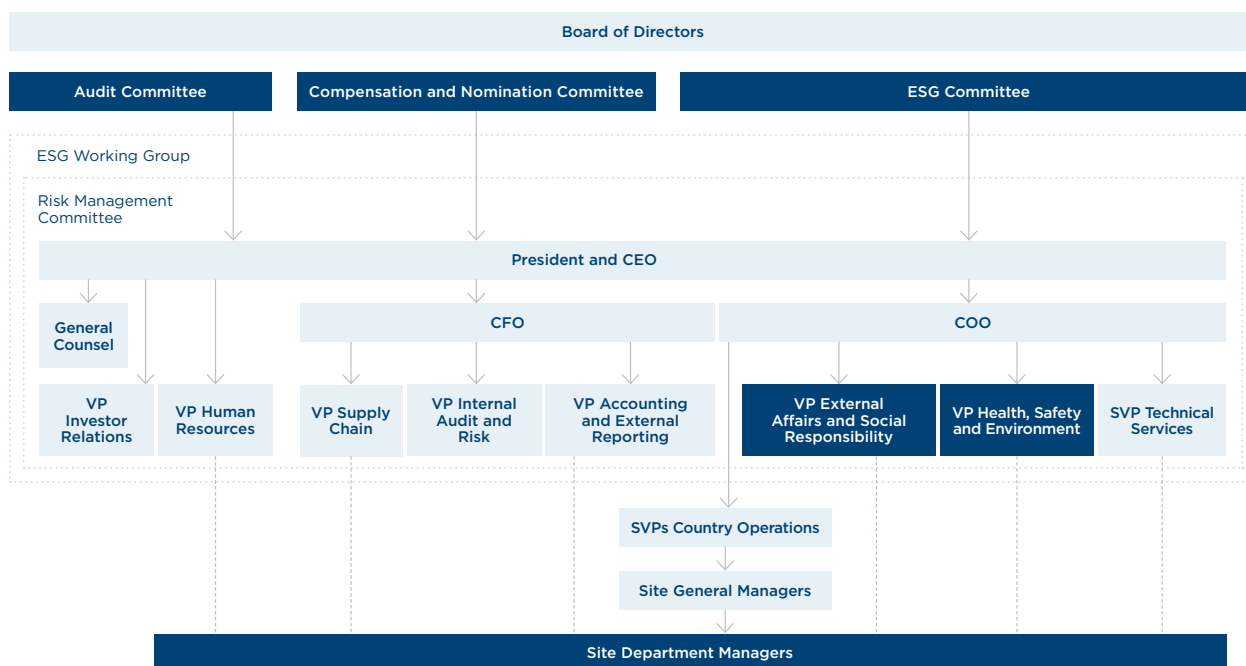 Board of Directors
Audit Committee
Compensation and Nomination Committee
ESG Committee
ESG Working Group
Risk Management
Committee
President and CEO
General
Counsel
CFO
COO
VP
Investor
Relations
VP Human
Resources
VP Supply
Chain
VP Internal
Audit and
Risk
VP Accounting
and External
Reporting
VP External
Affairs and Social
Responsibility
VP Health, Safety
and Environment
SVP Technical
Services
SVPs Country Operations
Site General Managers
Site Department Managers